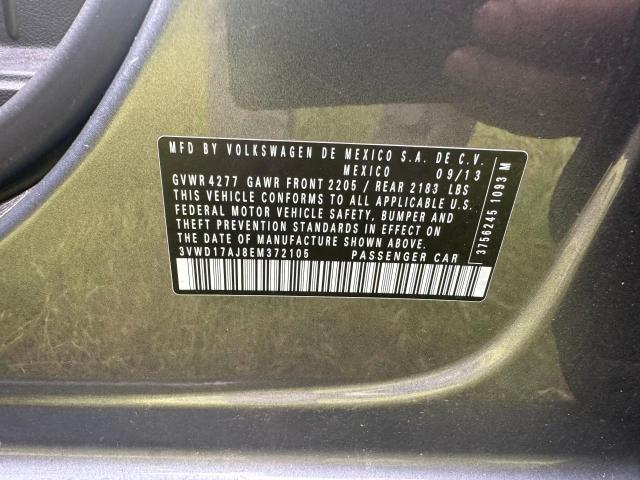 MFD BY VOLKSWAGEN DE MEXICO S.A. DE C.V.
MEXICO 09/13
GVWR 4277 GAWR FRONT 2205 / REAR 2183 LBS
THIS VEHICLE CONFORMS TO ALL APPLICABLE U.S.
FEDERAL MOTOR VEHICLE SAFETY, BUMPER AND
THEFT PREVENTION STANDARDS IN EFFECT ON
THE DATE OF MANUFACTURE SHOWN ABOVE.
3VWD17AJ8EM372105 PASSENGER CAR
3756245 1093 M